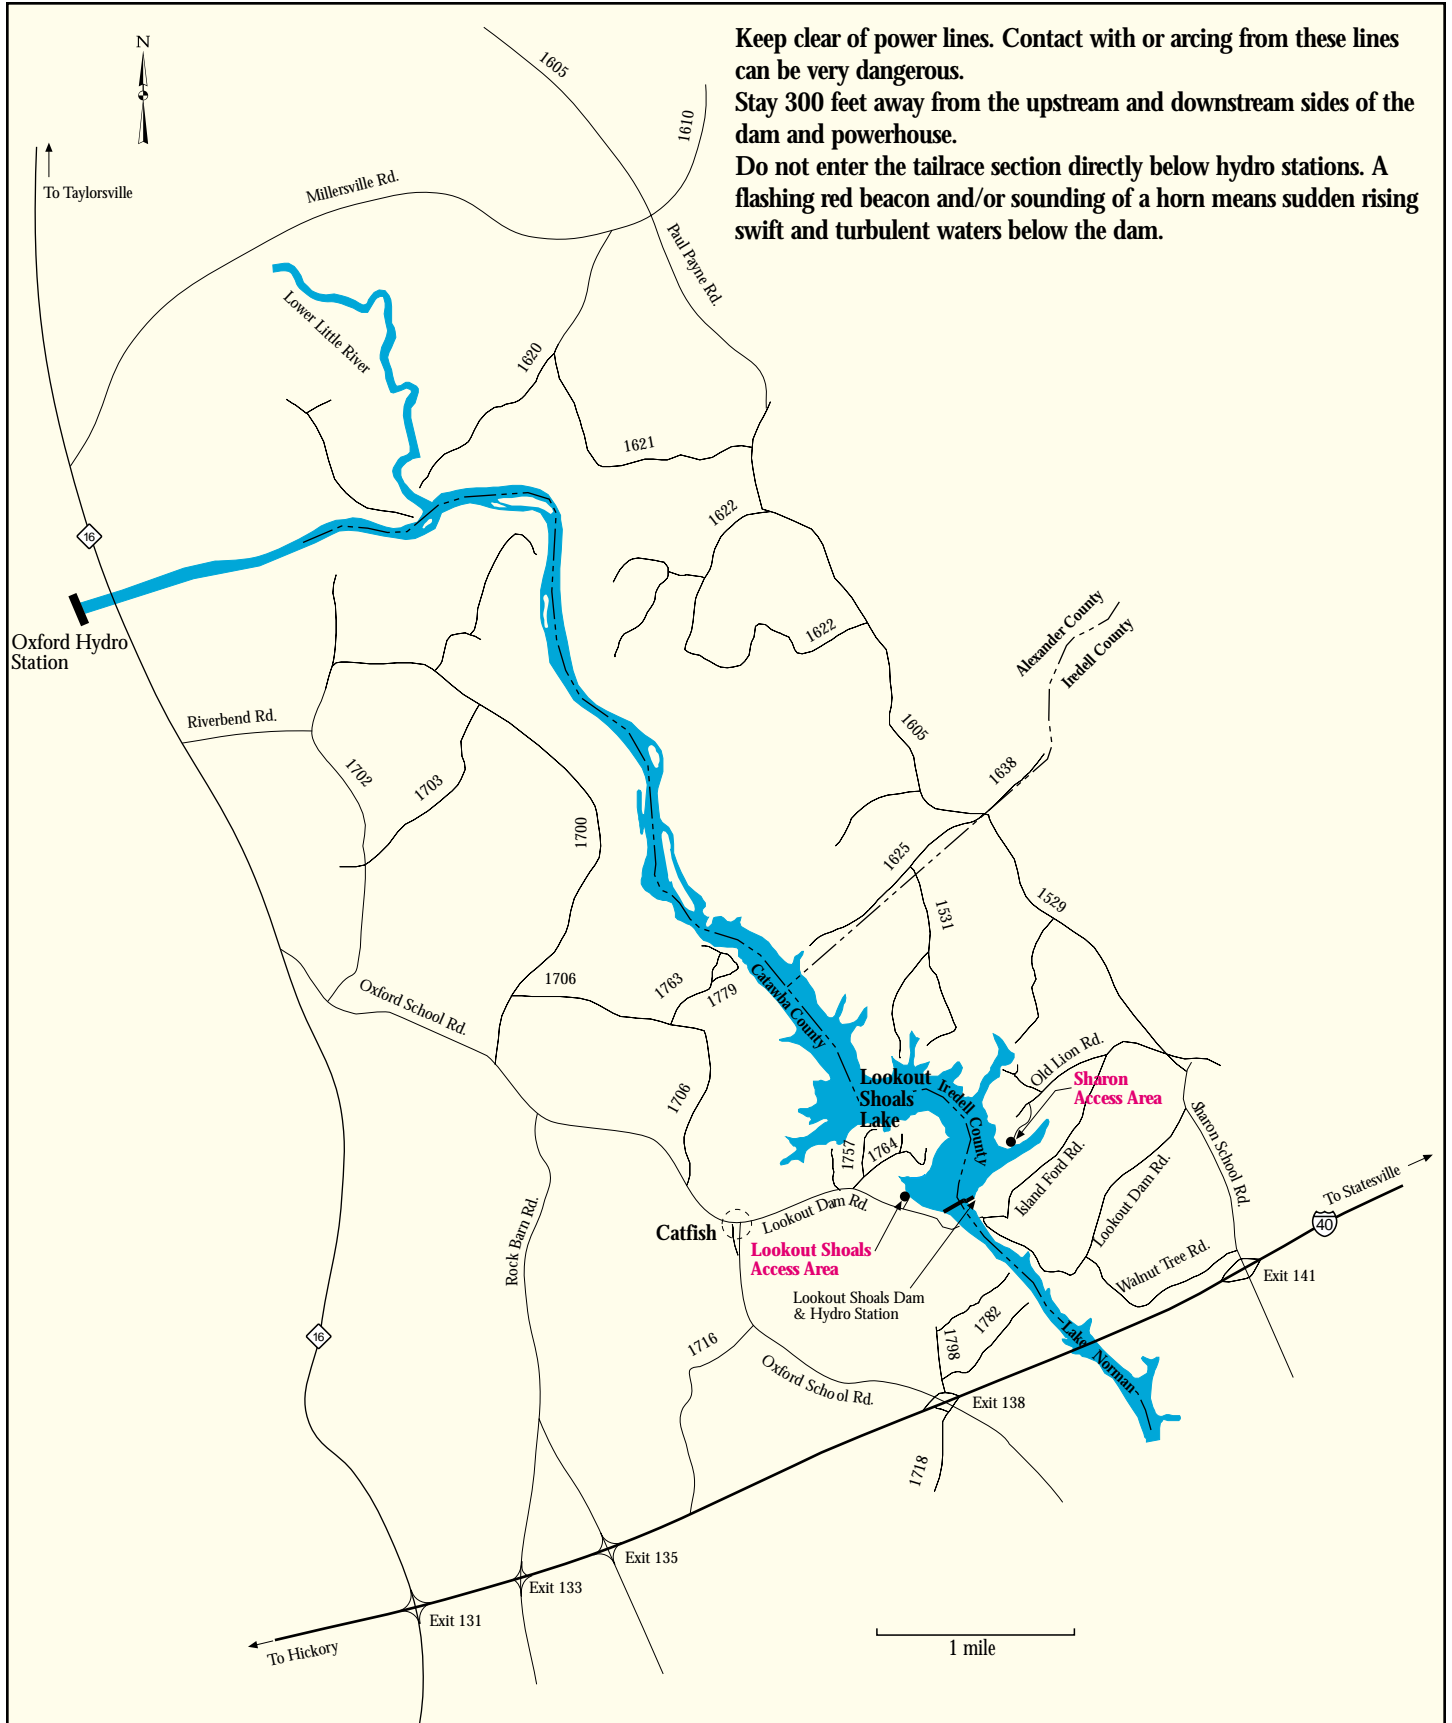 Keep clear of power lines. Contact with or arcing from these lines
can be very dangerous.
Stay 300 feet away from the upstream and downstream sides of the
dam and powerhouse.
Do not enter the tailrace section directly below hydro stations. A
flashing red beacon and/or sounding of a horn means sudden rising
swift and turbulent waters below the dam.
N
1605
1610
To Taylorsville
Millersville Rd.
Paul Payne Rd.
Lower Little River
1620
1621
1622
16
Oxford Hydro
Station
1622
Alexander County
Iredell County
Riverbend Rd.
1702
1703
1700
1605
1638
1625
1531
1529
1706
1763
1779
Oxford School Rd.
Catawba County
Old Lion Rd.
Lookout
Shoals
Lake
Iredell County
Sharon
Access Area
1706
1757
1764
Sharon School Rd.
Island Ford Rd.
Lookout Dam Rd.
To Statesville
40
Rock Barn Rd.
Catfish
Lookout Dam Rd.
Lookout Shoals
Access Area
Walnut Tree Rd.
Exit 141
Lookout Shoals Dam
& Hydro Station
16
1716
1798
1782
Lake Norman
Oxford School Rd.
Exit 138
1718
Exit 135
Exit 133
Exit 131
To Hickory
1 mile